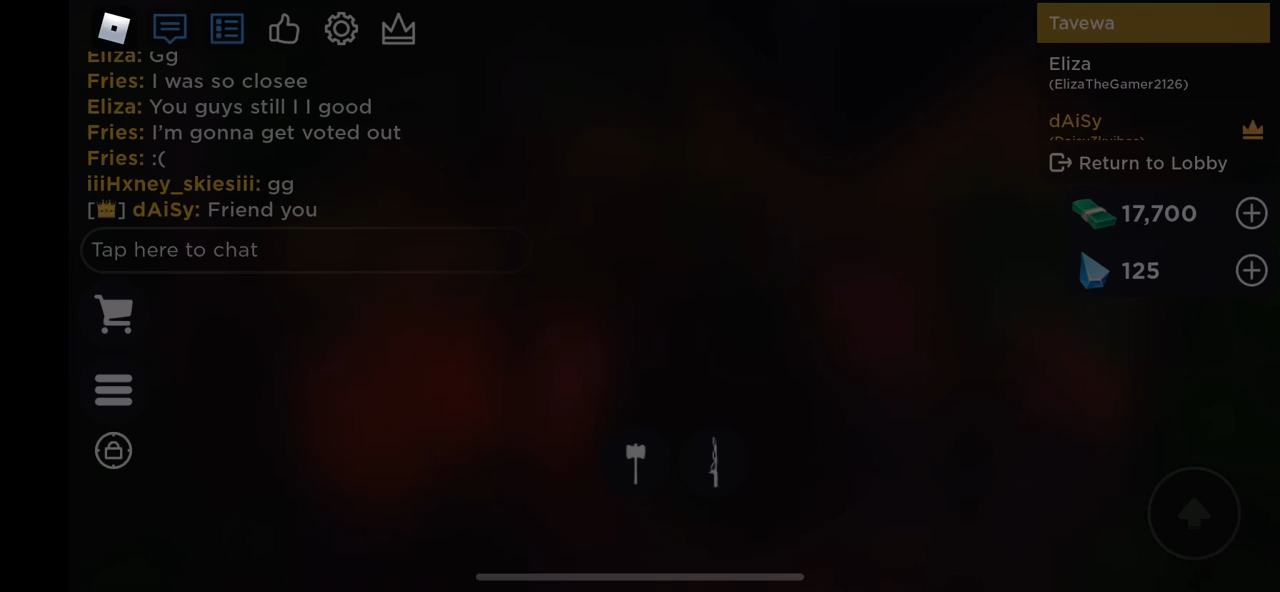 Eliza: Gg
Fries: I was so closee
Eliza: You guys still I I good
Fries: I'm gonna get voted out
Fries: :(
iiiHxney_skiesiii: gg
[👑] dAiSy: Friend you
Tap here to chat
Tavewa
Eliza
(ElizaTheGamer2126)
dAiSy
Return to Lobby
17,700
125